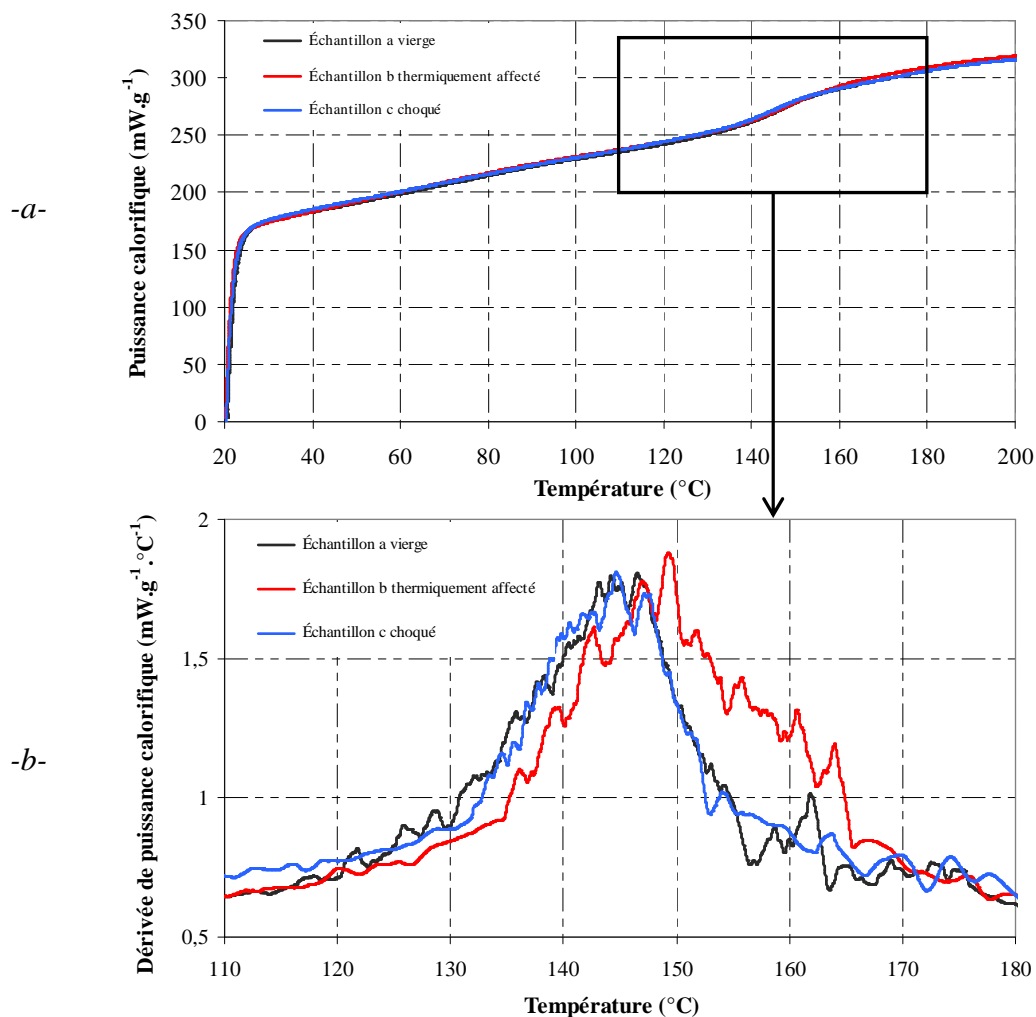 -a-
Puissance calorifique (mW.g⁻¹)
350
300
250
200
150
100
50
0
Échantillon a vierge
Échantillon b thermiquement affecté
Échantillon c choqué
20 40 60 80 100 120 140 160 180 200
Température (°C)
-b-
Dérivée de puissance calorifique (mW.g⁻¹.°C⁻¹)
2
1,5
1
0,5
Échantillon a vierge
Échantillon b thermiquement affecté
Échantillon c choqué
110 120 130 140 150 160 170 180
Température (°C)